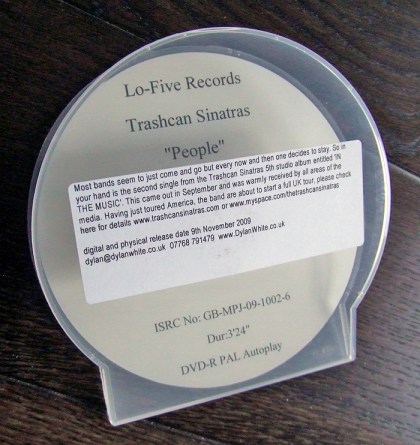 Lo-Five Records
Trashcan Sinatras
"People"
Most bands seem to just come and go but every now and then one decides to stay. So in
your hand is the second single from the Trashcan Sinatras 5th studio album entitled 'IN
THE MUSIC'. This came out in September and was warmly received by all areas of the
media. Having just toured America, the band are about to start a full UK tour, please check
here for details www.trashcansinatras.com or www.myspace.com/thetrashcansinatras
digital and physical release date 9th November 2009
dylan@dylanwhite.co.uk 07768 791479 www.DylanWhite.co.uk
ISRC No: GB-MPJ-09-1002-6
Dur:3'24"
DVD-R PAL Autoplay